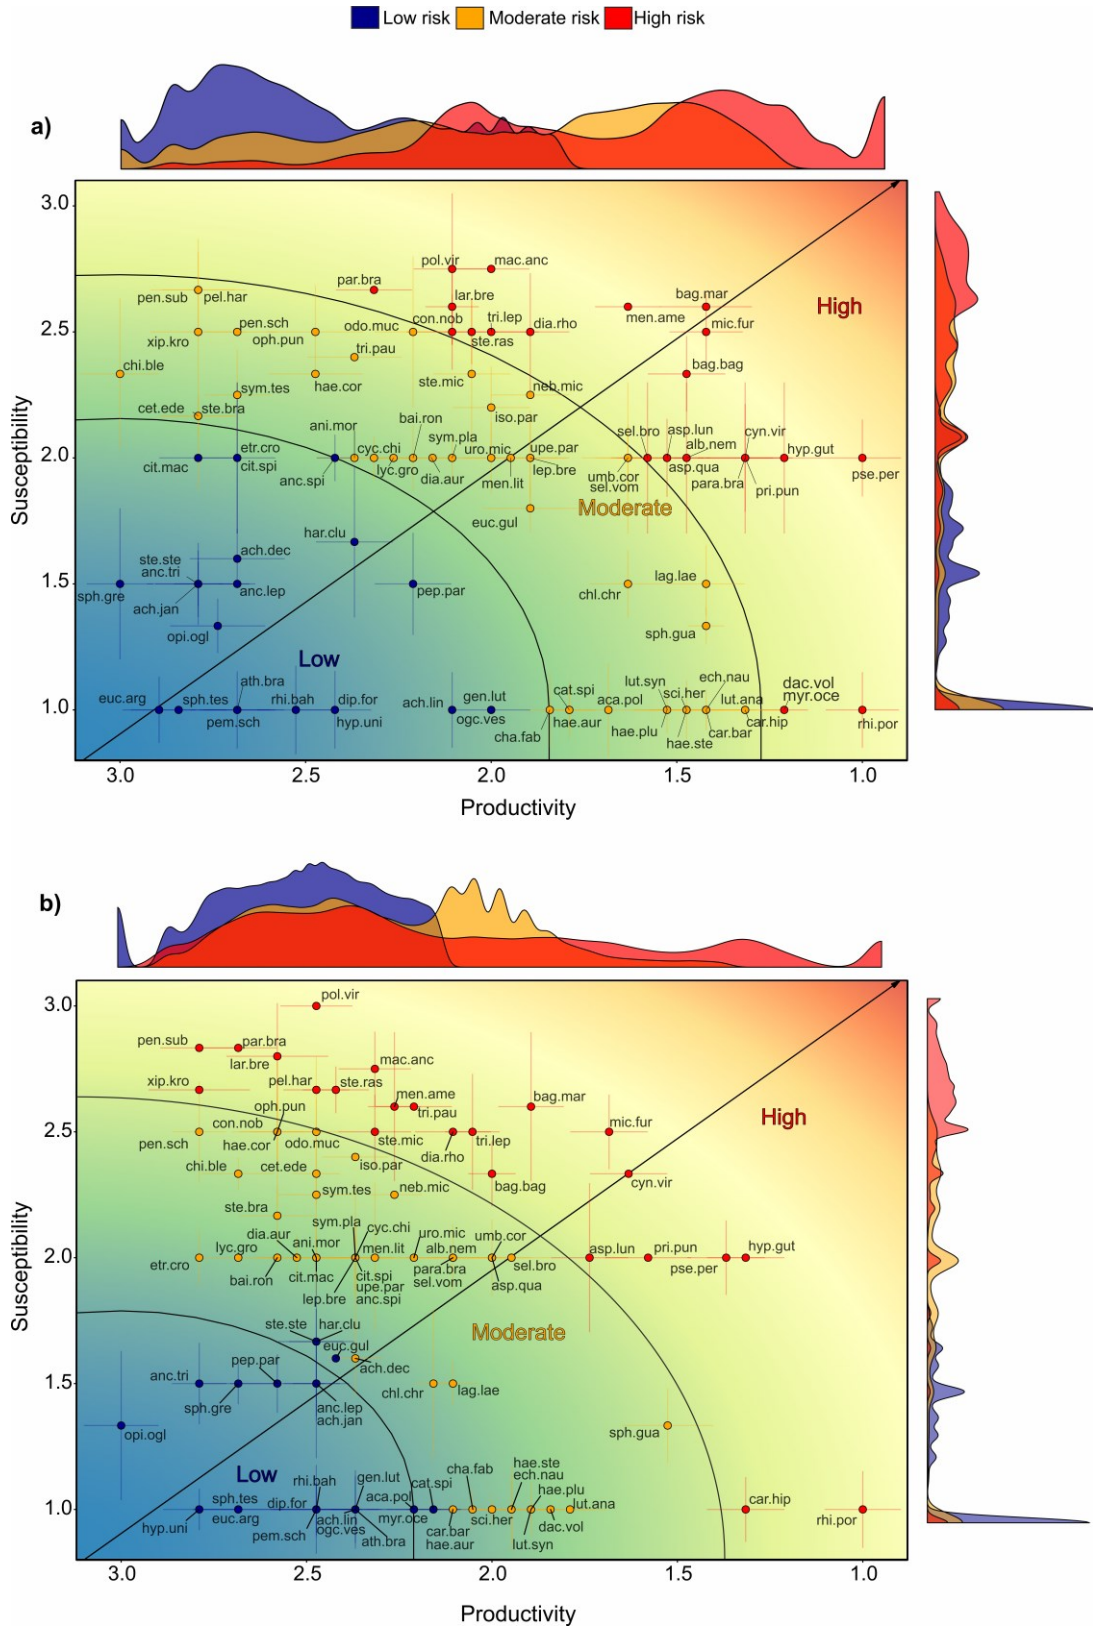 Low risk Moderate risk High risk
a)
3.0
pol.vir mac.anc
par.bra
pen.sub pel.har
lar.bre
bag.mar
High
men.ame
con.nob tri.lep
odo.muc dia.rho mic.fur
pen.sch
xip.kro oph.pun ste.ras
2.5
tri.pau
chi.ble bag.bag
hae.cor ste.mic
sym.tes neb.mic
cet.ede ste.bra iso.par
bai.ron
ani.mor sym.pla
etr.cro cyc.chi uro.mic upe.par sel.bro asp.lun cyn.vir
alb.nem hyp.gut
2.0
cit.mac cit.spi lyc.gro lep.bre asp.qua pse.per
anc.spi dia.aur men.lit umb.cor para.bra
sel.vom pri.pun
Moderate
euc.gul
har.clu
ste.ste ach.dec
anc.tri lag.lae
1.5
sph.gre anc.lep pep.par chl.chr
ach.jan
opi.ogl sph.gua
Low
ath.bra lut.syn ech.nau dac.vol
euc.arg sph.tes rhi.bah dip.for ach.lin gen.lut cat.spi aca.pol sci.her lut.ana myr.oce
1.0
pem.sch hyp.uni ogc.ves hae.aur car.hip rhi.por
cha.fab hae.plu car.bar
hae.ste
Susceptibility
3.0 2.5 2.0 1.5 1.0
Productivity
b)
3.0
pol.vir
pen.sub par.bra
lar.bre mac.anc
xip.kro pel.har ste.ras
men.ame bag.mar
oph.pun tri.pau
High
con.nob
2.5
pen.sch hae.cor odo.muc ste.mic tri.lep mic.fur
dia.rho
iso.par
chi.ble cet.ede bag.bag cyn.vir
sym.tes neb.mic
ste.bra
sym.pla cyc.chi
dia.aur uro.mic umb.cor
lyc.gro ani.mor men.lit alb.nem
2.0
etr.cro sel.bro asp.lun pri.pun hyp.gut
bai.ron cit.mac cit.spi para.bra pse.per
upe.par sel.vom asp.qua
lep.bre anc.spi
ste.ste har.clu
Moderate
euc.gul
anc.tri pep.par ach.dec
1.5
chl.chr lag.lae
sph.gre anc.lep
ach.jan
opi.ogl sph.gua
Low
gen.lut cha.fab hae.ste
rhi.bah cat.spi ech.nau
sph.tes aca.pol hae.plu
1.0
euc.arg dip.for ach.lin myr.oce sci.her lut.ana car.hip
hyp.uni pem.sch ogc.ves car.bar dac.vol rhi.por
ath.bra hae.aur lut.syn
Susceptibility
3.0 2.5 2.0 1.5 1.0
Productivity